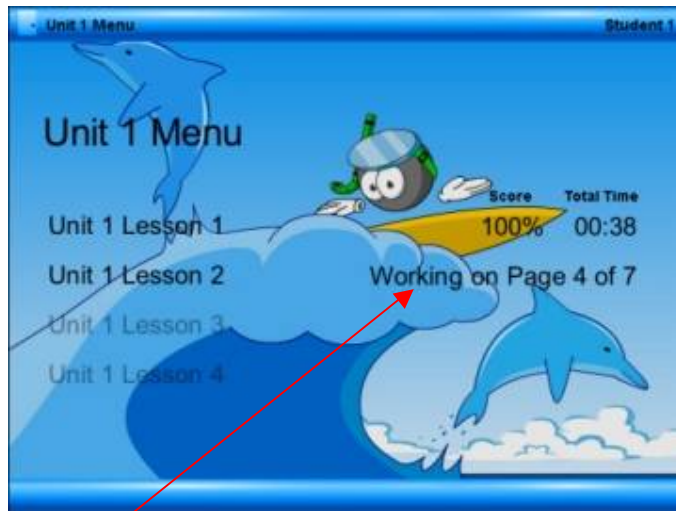 Unit 1 Menu Student 1
Unit 1 Menu
Score Total Time
Unit 1 Lesson 1 100% 00:38
Unit 1 Lesson 2 Working on Page 4 of 7
Unit 1 Lesson 3
Unit 1 Lesson 4